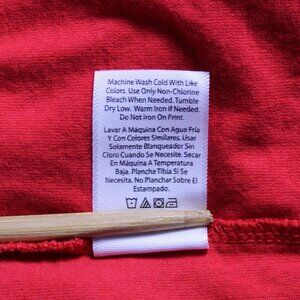 Machine Wash Cold With Like
Colors. Use Only Non-Chlorine
Bleach When Needed. Tumble
Dry Low. Warm Iron If Needed.
Do Not Iron On Print.
Lavar A Máquina Con Agua Fría
Y Con Colores Similares. Usar
Solamente Blanqueador Sin
Cloro Cuando Se Necesite. Secar
En Máquina A Temperatura
Baja. Plancha Tibia Si Se
Necesita. No Planchar Sobre El
Estampado.